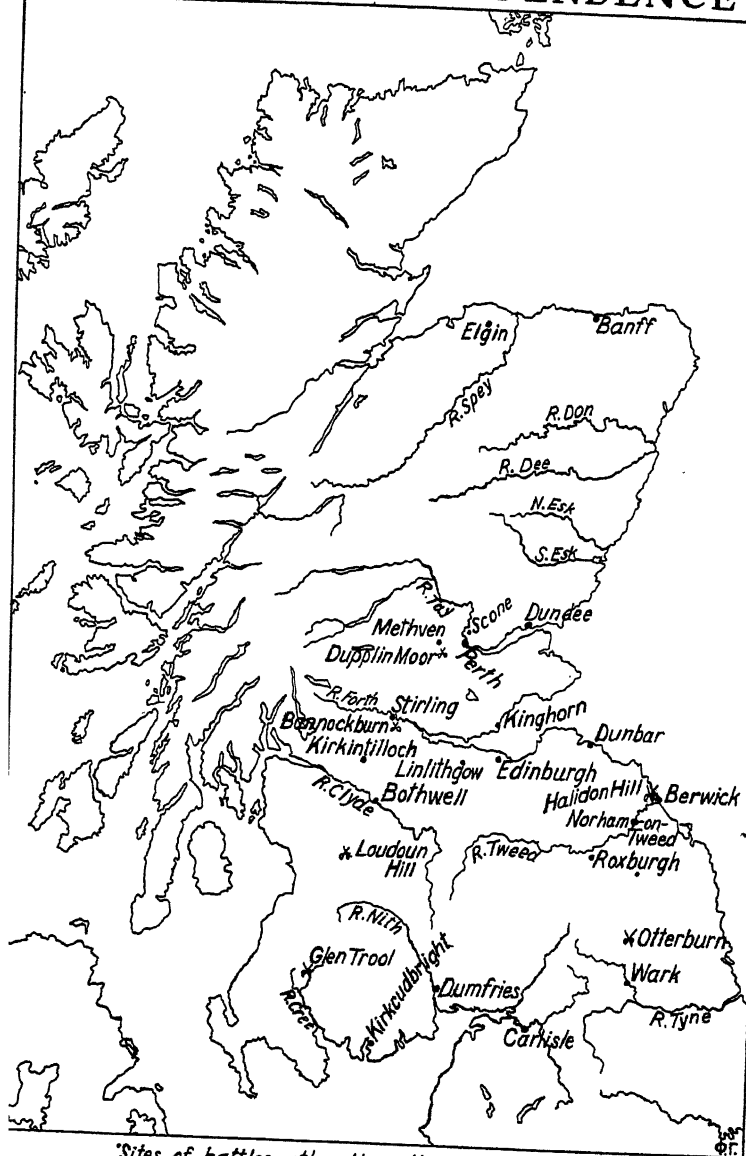 Elgin
Banff
R. Spey
R. Don
R. Dee
N. Esk
S. Esk
R. Tay
Scone
Dundee
Methven
Dupplin Moor
Perth
R. Forth
Stirling
Kinghorn
Bannockburn
Dunbar
Kirkintilloch
Linlithgow
Edinburgh
R. Clyde
Bothwell
Halidon Hill
Berwick
Norham-on-
Tweed
Loudoun
Hill
R. Tweed
Roxburgh
R. Nith
Otterburn
Glen Trool
Kirkcudbright
Wark
R. Cree
Dumfries
R. Tyne
Carlisle
Sites of battles